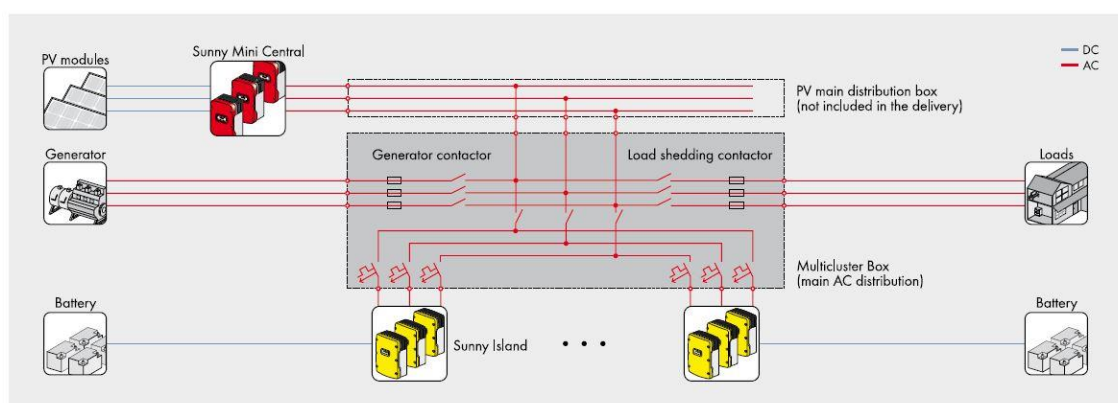 Sunny Mini Central
PV modules
DC
AC
PV main distribution box
(not included in the delivery)
Generator
Generator contactor
Load shedding contactor
Loads
Multicluster Box
(main AC distribution)
Battery
Sunny Island
Battery